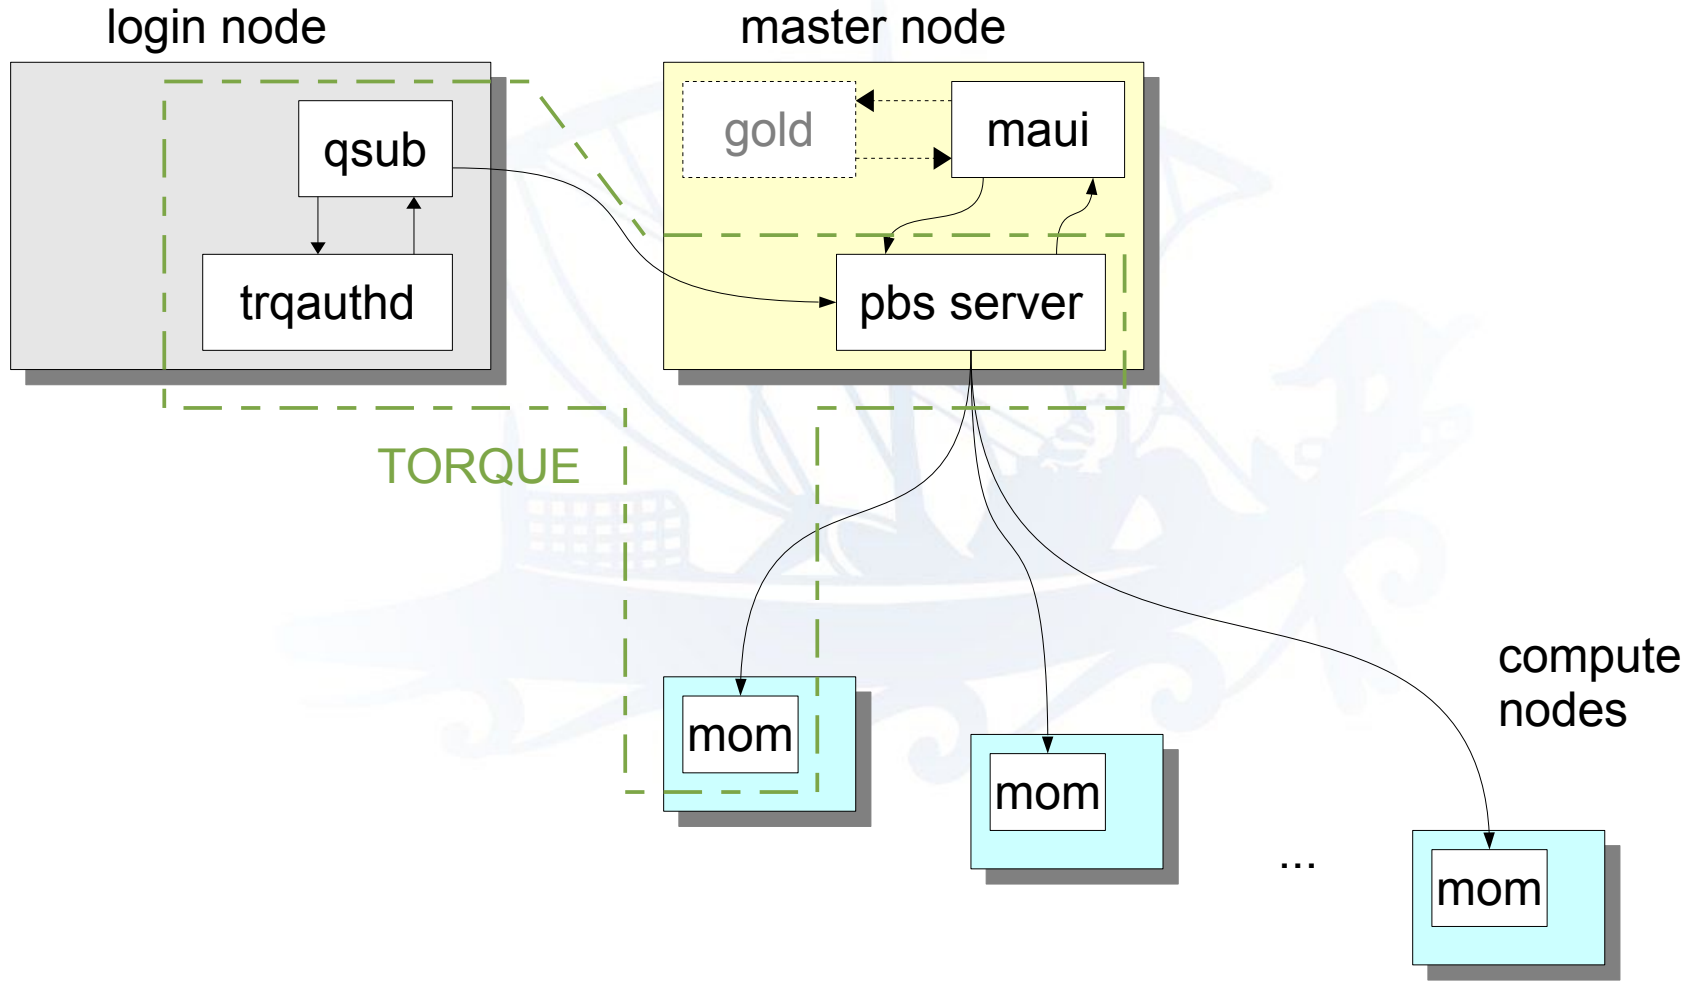 login node
master node
qsub
trqauthd
gold
maui
pbs server
TORQUE
mom
mom
...
mom
compute
nodes